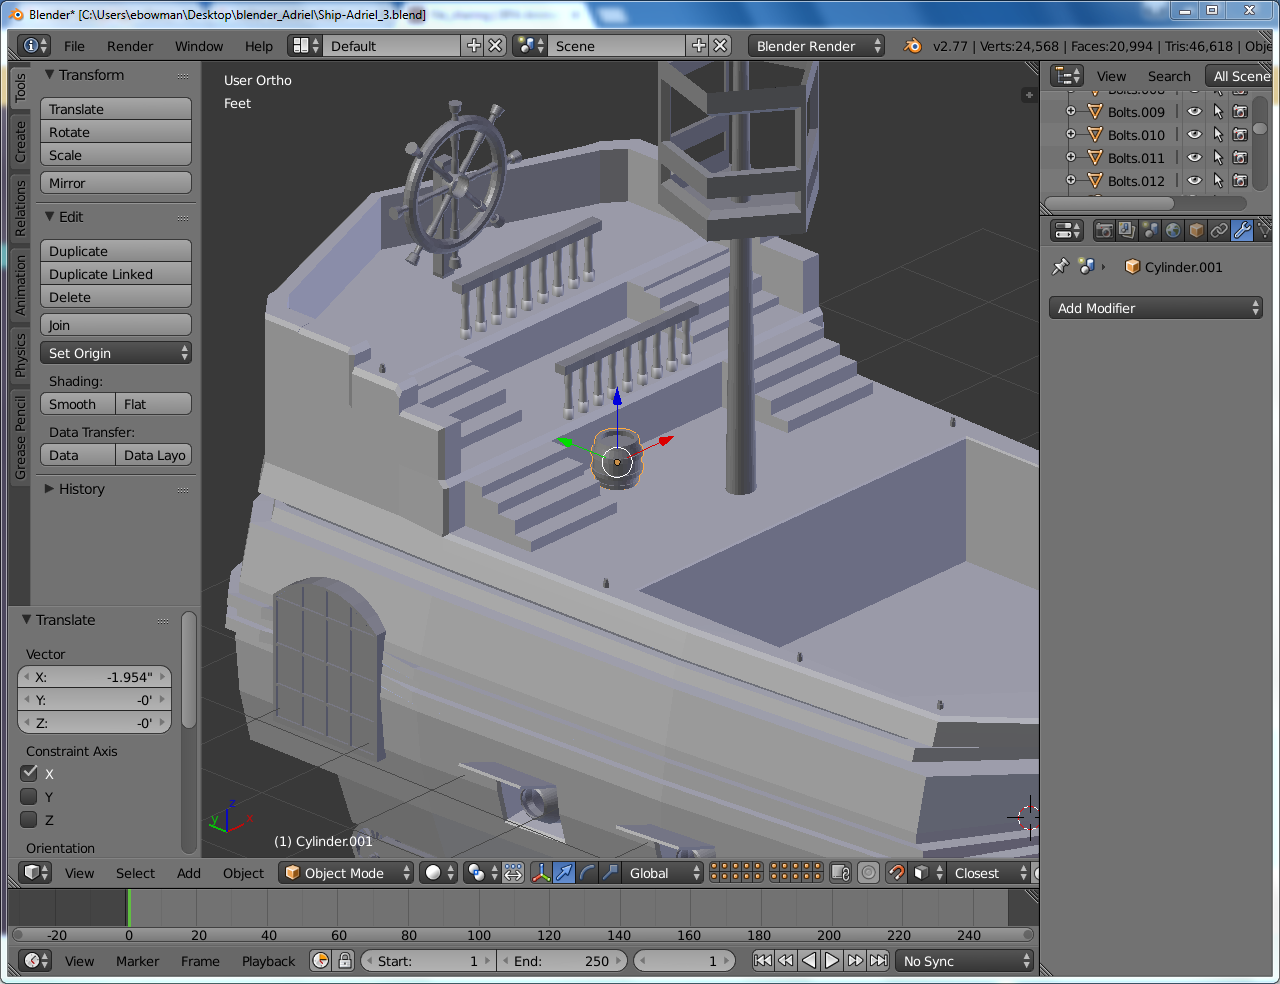 Blender* [C:\Users\ebowman\Desktop\blender_Adriel\Ship-Adriel_3.blend]
File Render Window Help Default Scene Blender Render v2.77 | Verts:24,568 | Faces:20,994 | Tris:46,618 | Obje
Tools
Create
Relations
Animation
Physics
Grease Pencil
Transform
Translate
Rotate
Scale
Mirror
Edit
Duplicate
Duplicate Linked
Delete
Join
Set Origin
Shading:
Smooth Flat
Data Transfer:
Data Data Layo
History
Translate
Vector
X: -1.954"
Y: -0'
Z: -0'
Constraint Axis
X
Y
Z
Orientation
User Ortho
Feet
z
y
x
(1) Cylinder.001
View Search All Scene
Bolts.008
Bolts.009
Bolts.010
Bolts.011
Bolts.012
Cylinder.001
Add Modifier
View Select Add Object Object Mode Global Closest
-20 0 20 40 60 80 100 120 140 160 180 200 220 240
View Marker Frame Playback Start: 1 End: 250 1 No Sync